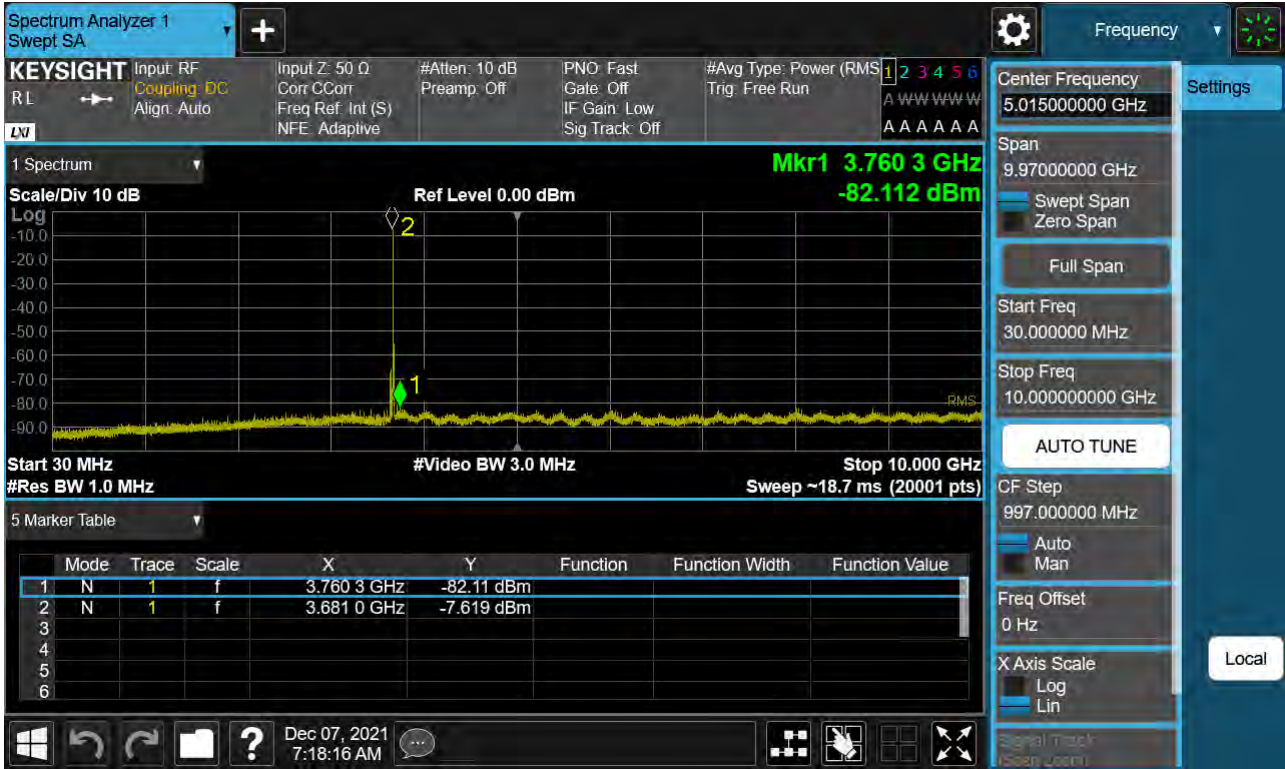 Spectrum Analyzer 1
Swept SA
+
Frequency
KEYSIGHT
R L
LXI
Input: RF
Coupling: DC
Align: Auto
Input Z: 50 Ω
Corr CCorr
Freq Ref: Int (S)
NFE: Adaptive
#Atten: 10 dB
Preamp: Off
PNO: Fast
Gate: Off
IF Gain: Low
Sig Track: Off
#Avg Type: Power (RMS
Trig: Free Run
1 2 3 4 5 6
A W W W W W
A A A A A A
1 Spectrum
Scale/Div 10 dB
Ref Level 0.00 dBm
Mkr1 3.760 3 GHz
-82.112 dBm
Log
-10.0
-20.0
-30.0
-40.0
-50.0
-60.0
-70.0
-80.0
-90.0
2
1
RMS
Start 30 MHz
#Video BW 3.0 MHz
Stop 10.000 GHz
#Res BW 1.0 MHz
Sweep ~18.7 ms (20001 pts)
5 Marker Table
Mode Trace Scale X Y Function Function Width Function Value
1 N 1 f 3.760 3 GHz -82.11 dBm
2 N 1 f 3.681 0 GHz -7.619 dBm
3
4
5
6
Dec 07, 2021
7:18:16 AM
?
Center Frequency
5.015000000 GHz
Settings
Span
9.97000000 GHz
Swept Span
Zero Span
Full Span
Start Freq
30.000000 MHz
Stop Freq
10.000000000 GHz
AUTO TUNE
CF Step
997.000000 MHz
Auto
Man
Freq Offset
0 Hz
X Axis Scale
Log
Lin
Local
Signal Track
(Span Zoom)